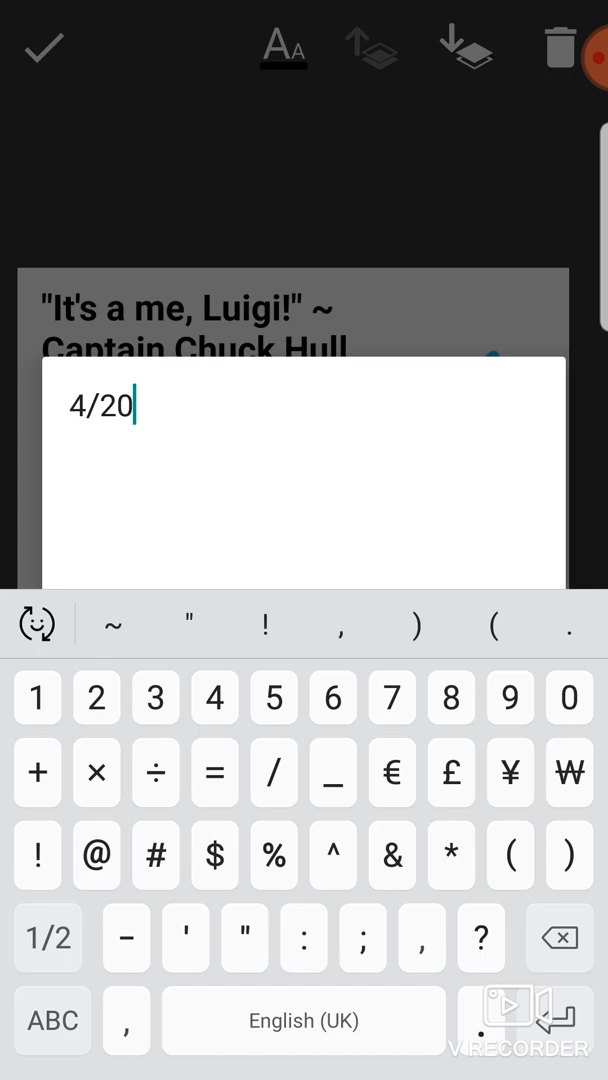 AA
"It's a me, Luigi!" ~
Captain Chuck Hull
4/20
~ " ! , ) ( .
1 2 3 4 5 6 7 8 9 0
+ × ÷ = / _ € £ ¥ ₩
! @ # $ % ^ & * ( )
1/2 - ' " : ; , ?
ABC , English (UK) .
V RECORDER